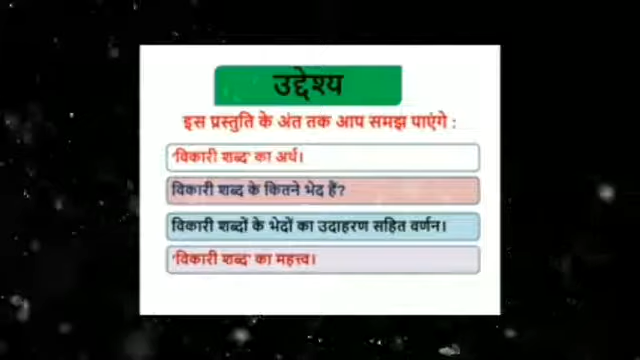 उद्देश्य
इस प्रस्तुति के अंत तक आप समझ पाएंगे :
'विकारी शब्द' का अर्थ।
विकारी शब्द के कितने भेद हैं?
विकारी शब्दों के भेदों का उदाहरण सहित वर्णन।
'विकारी शब्द' का महत्त्व।